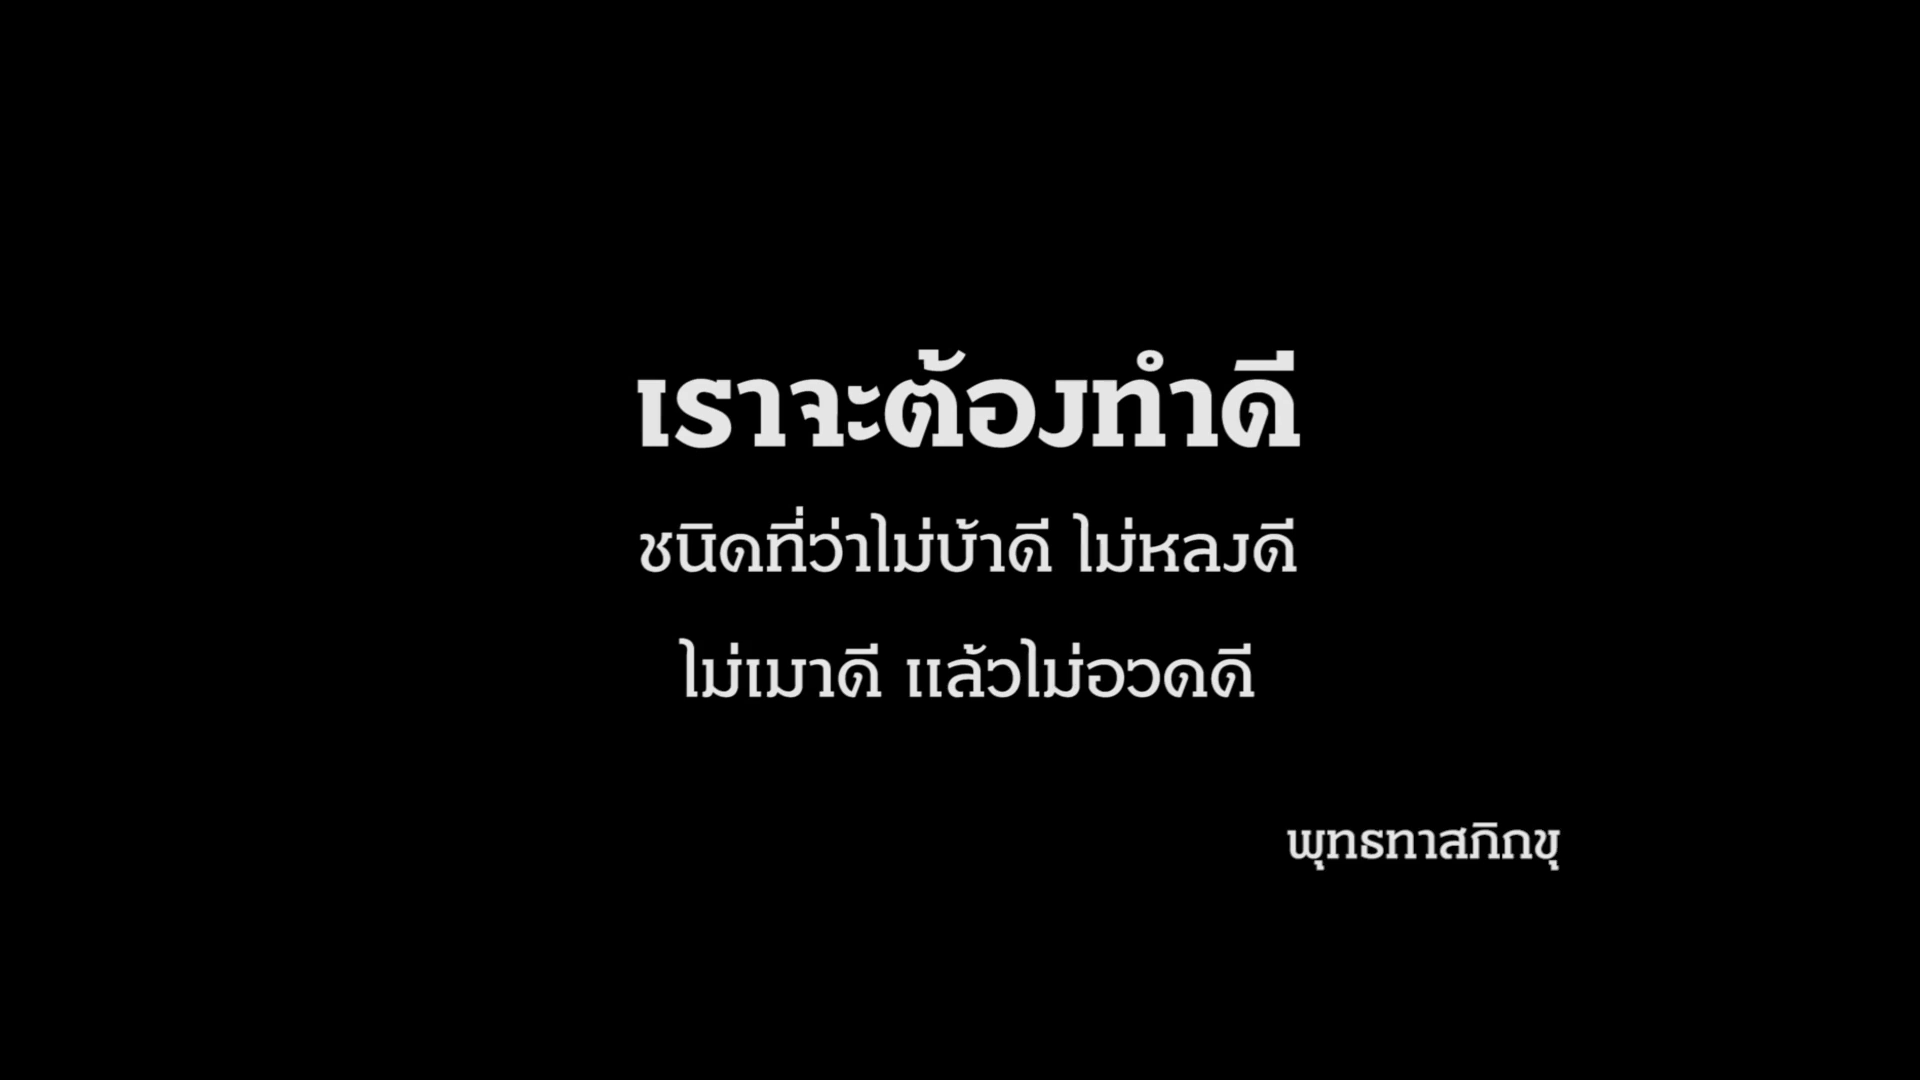 เราจะต้องทำดี
ชนิดที่ว่าไม่บ้าดี ไม่หลงดี
ไม่เมาดี แล้วไม่อวดดี
พุทธทาสภิกขุ